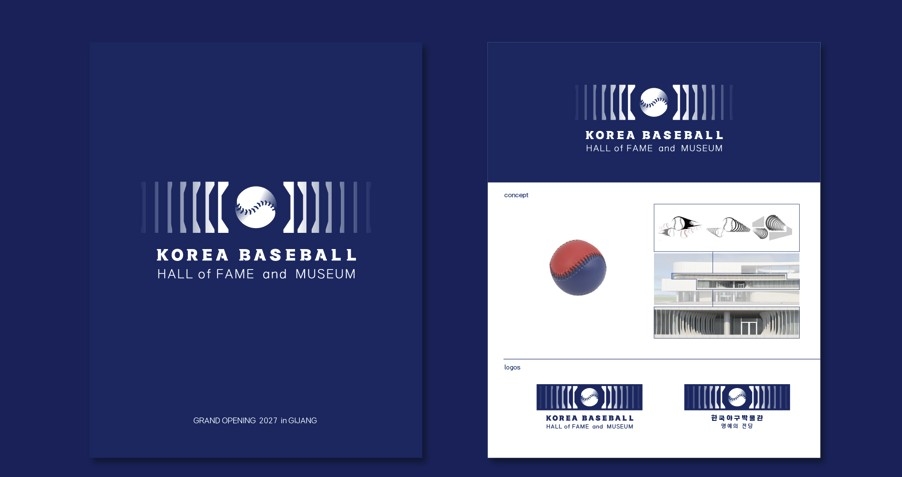 KOREA BASEBALL
HALL of FAME and MUSEUM
GRAND OPENING 2027 in GIJANG
KOREA BASEBALL
HALL of FAME and MUSEUM
concept
logos
KOREA BASEBALL
HALL of FAME and MUSEUM
한국야구박물관
명예의 전당